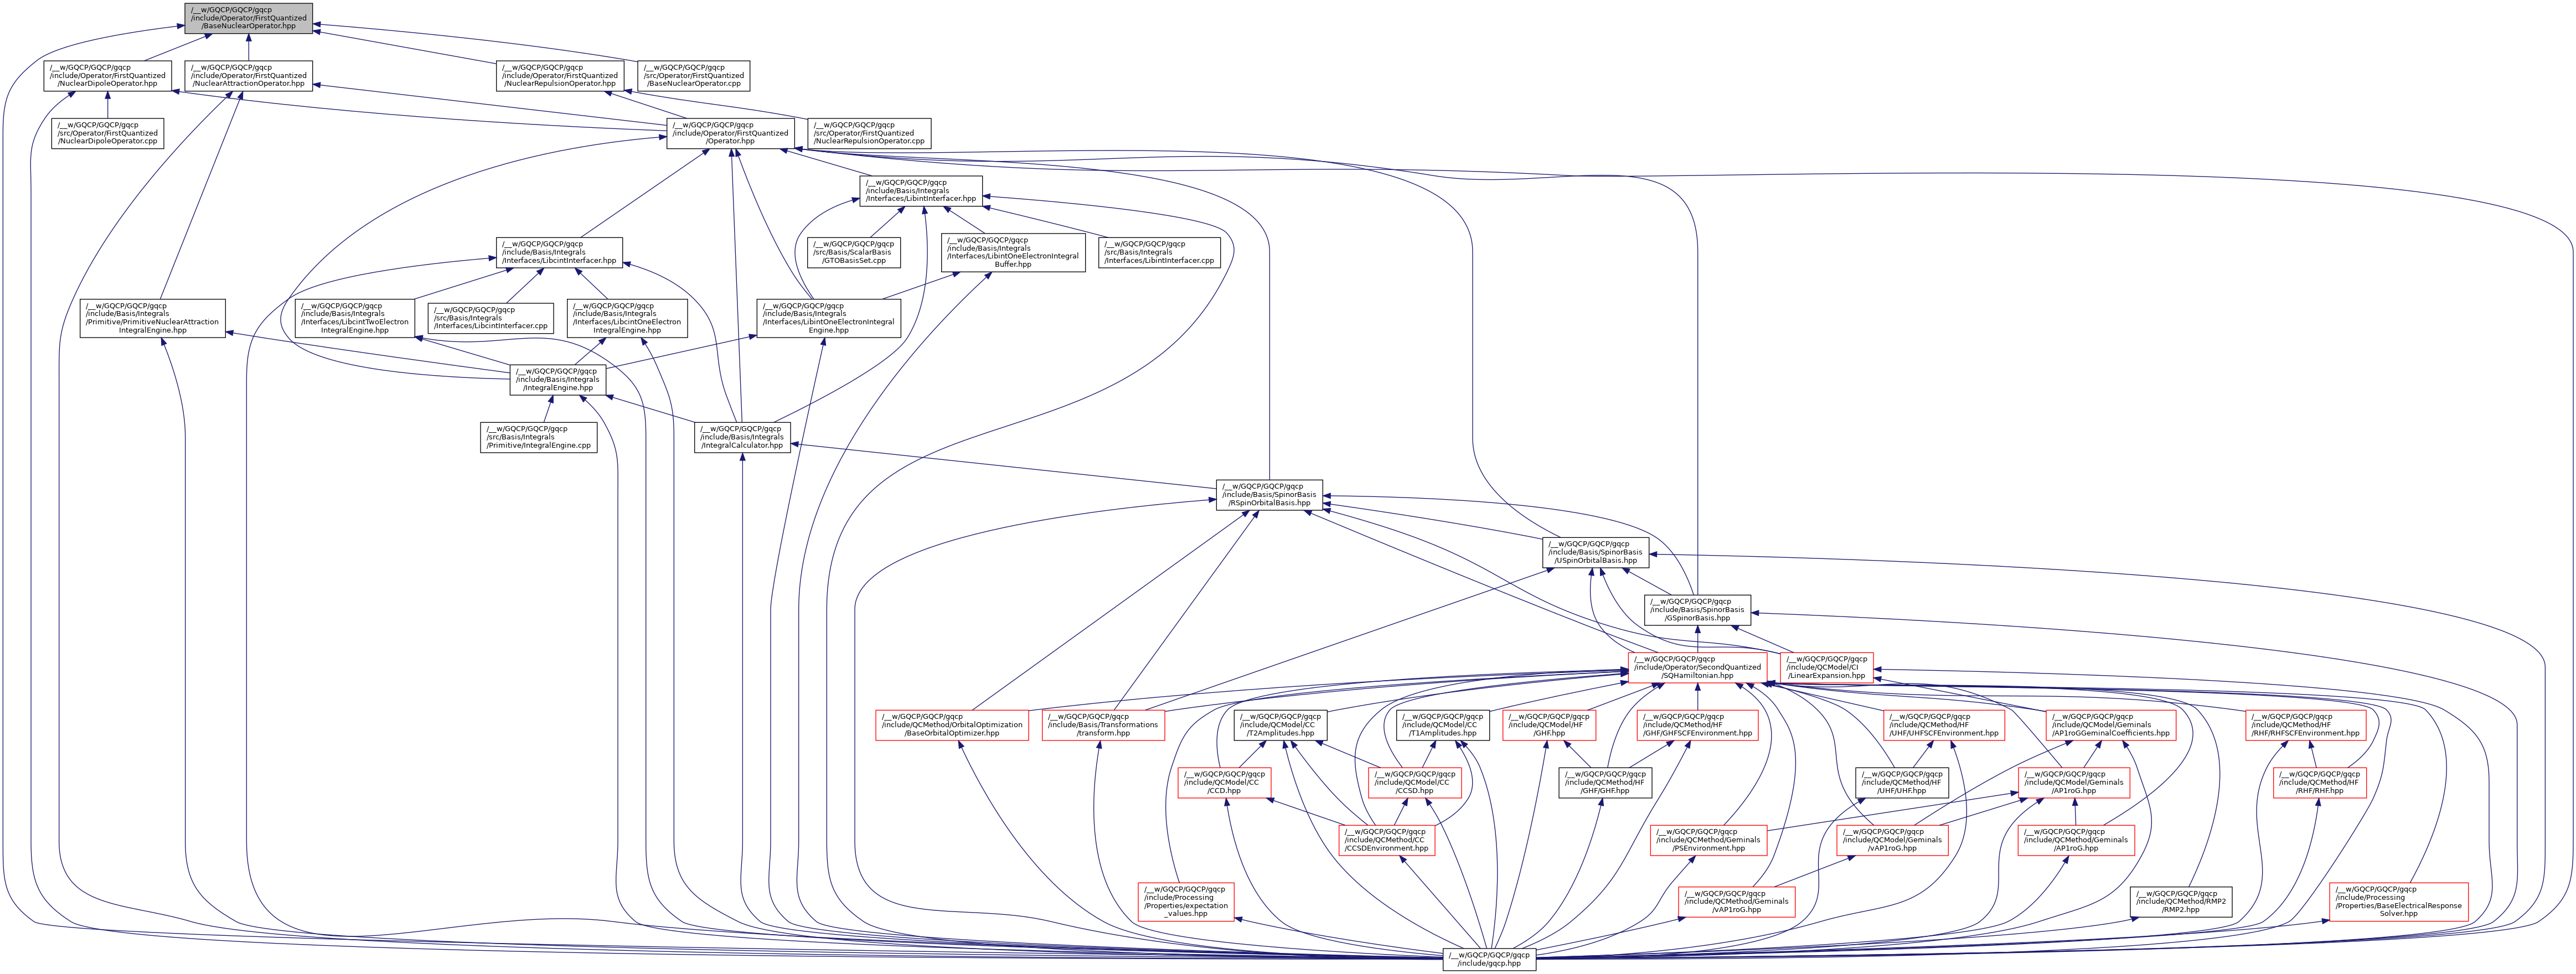 /__w/GQCP/GQCP/gqcp
/include/Operator/FirstQuantized
/BaseNuclearOperator.hpp
/__w/GQCP/GQCP/gqcp
/include/Operator/FirstQuantized
/NuclearDipoleOperator.hpp
/__w/GQCP/GQCP/gqcp
/include/Operator/FirstQuantized
/NuclearAttractionOperator.hpp
/__w/GQCP/GQCP/gqcp
/include/Operator/FirstQuantized
/NuclearRepulsionOperator.hpp
/__w/GQCP/GQCP/gqcp
/src/Operator/FirstQuantized
/BaseNuclearOperator.cpp
/__w/GQCP/GQCP/gqcp
/src/Operator/FirstQuantized
/NuclearDipoleOperator.cpp
/__w/GQCP/GQCP/gqcp
/include/Operator/FirstQuantized
/Operator.hpp
/__w/GQCP/GQCP/gqcp
/src/Operator/FirstQuantized
/NuclearRepulsionOperator.cpp
/__w/GQCP/GQCP/gqcp
/include/Basis/Integrals
/Interfaces/LibintInterfacer.hpp
/__w/GQCP/GQCP/gqcp
/include/Basis/Integrals
/Interfaces/LibcintInterfacer.hpp
/__w/GQCP/GQCP/gqcp
/src/Basis/ScalarBasis
/GTOBasisSet.cpp
/__w/GQCP/GQCP/gqcp
/include/Basis/Integrals
/Interfaces/LibintOneElectronIntegral
Buffer.hpp
/__w/GQCP/GQCP/gqcp
/src/Basis/Integrals
/Interfaces/LibintInterfacer.cpp
/__w/GQCP/GQCP/gqcp
/include/Basis/Integrals
/Primitive/PrimitiveNuclearAttraction
IntegralEngine.hpp
/__w/GQCP/GQCP/gqcp
/include/Basis/Integrals
/Interfaces/LibcintTwoElectron
IntegralEngine.hpp
/__w/GQCP/GQCP/gqcp
/src/Basis/Integrals
/Interfaces/LibcintInterfacer.cpp
/__w/GQCP/GQCP/gqcp
/include/Basis/Integrals
/Interfaces/LibcintOneElectron
IntegralEngine.hpp
/__w/GQCP/GQCP/gqcp
/include/Basis/Integrals
/Interfaces/LibintOneElectronIntegral
Engine.hpp
/__w/GQCP/GQCP/gqcp
/include/Basis/Integrals
/IntegralEngine.hpp
/__w/GQCP/GQCP/gqcp
/src/Basis/Integrals
/Primitive/IntegralEngine.cpp
/__w/GQCP/GQCP/gqcp
/include/Basis/Integrals
/IntegralCalculator.hpp
/__w/GQCP/GQCP/gqcp
/include/Basis/SpinorBasis
/RSpinOrbitalBasis.hpp
/__w/GQCP/GQCP/gqcp
/include/Basis/SpinorBasis
/USpinOrbitalBasis.hpp
/__w/GQCP/GQCP/gqcp
/include/Basis/SpinorBasis
/GSpinorBasis.hpp
/__w/GQCP/GQCP/gqcp
/include/Operator/SecondQuantized
/SQHamiltonian.hpp
/__w/GQCP/GQCP/gqcp
/include/QCModel/CI
/LinearExpansion.hpp
/__w/GQCP/GQCP/gqcp
/include/QCMethod/OrbitalOptimization
/BaseOrbitalOptimizer.hpp
/__w/GQCP/GQCP/gqcp
/include/Basis/Transformations
/transform.hpp
/__w/GQCP/GQCP/gqcp
/include/QCModel/CC
/T2Amplitudes.hpp
/__w/GQCP/GQCP/gqcp
/include/QCModel/CC
/T1Amplitudes.hpp
/__w/GQCP/GQCP/gqcp
/include/QCModel/HF
/GHF.hpp
/__w/GQCP/GQCP/gqcp
/include/QCMethod/HF
/GHF/GHFSCFEnvironment.hpp
/__w/GQCP/GQCP/gqcp
/include/QCMethod/HF
/UHF/UHFSCFEnvironment.hpp
/__w/GQCP/GQCP/gqcp
/include/QCModel/Geminals
/AP1roGGeminalCoefficients.hpp
/__w/GQCP/GQCP/gqcp
/include/QCMethod/HF
/RHF/RHFSCFEnvironment.hpp
/__w/GQCP/GQCP/gqcp
/include/QCModel/CC
/CCD.hpp
/__w/GQCP/GQCP/gqcp
/include/QCModel/CC
/CCSD.hpp
/__w/GQCP/GQCP/gqcp
/include/QCMethod/HF
/GHF/GHF.hpp
/__w/GQCP/GQCP/gqcp
/include/QCMethod/HF
/UHF/UHF.hpp
/__w/GQCP/GQCP/gqcp
/include/QCModel/Geminals
/AP1roG.hpp
/__w/GQCP/GQCP/gqcp
/include/QCMethod/HF
/RHF/RHF.hpp
/__w/GQCP/GQCP/gqcp
/include/QCMethod/CC
/CCSDEnvironment.hpp
/__w/GQCP/GQCP/gqcp
/include/QCMethod/Geminals
/PSEnvironment.hpp
/__w/GQCP/GQCP/gqcp
/include/QCModel/Geminals
/vAP1roG.hpp
/__w/GQCP/GQCP/gqcp
/include/QCMethod/Geminals
/AP1roG.hpp
/__w/GQCP/GQCP/gqcp
/include/Processing
/Properties/expectation
_values.hpp
/__w/GQCP/GQCP/gqcp
/include/QCMethod/Geminals
/vAP1roG.hpp
/__w/GQCP/GQCP/gqcp
/include/QCMethod/RMP2
/RMP2.hpp
/__w/GQCP/GQCP/gqcp
/include/Processing
/Properties/BaseElectricalResponse
Solver.hpp
/__w/GQCP/GQCP/gqcp
/include/gqcp.hpp